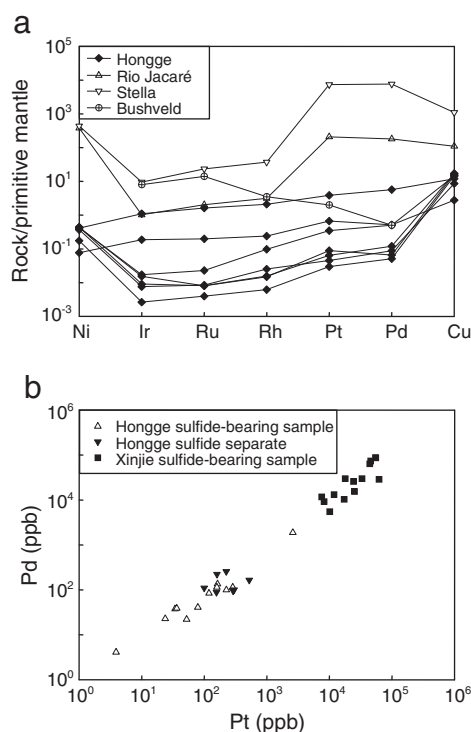 a
10^5
10^3
10^1
10^-1
10^-3
Rock/primitive mantle
Hongge
Rio Jacaré
Stella
Bushveld
Ni Ir Ru Rh Pt Pd Cu
b
10^6
10^4
10^2
10^0
Pd (ppb)
Hongge sulfide-bearing sample
Hongge sulfide separate
Xinjie sulfide-bearing sample
10^0 10^1 10^2 10^3 10^4 10^5 10^6
Pt (ppb)